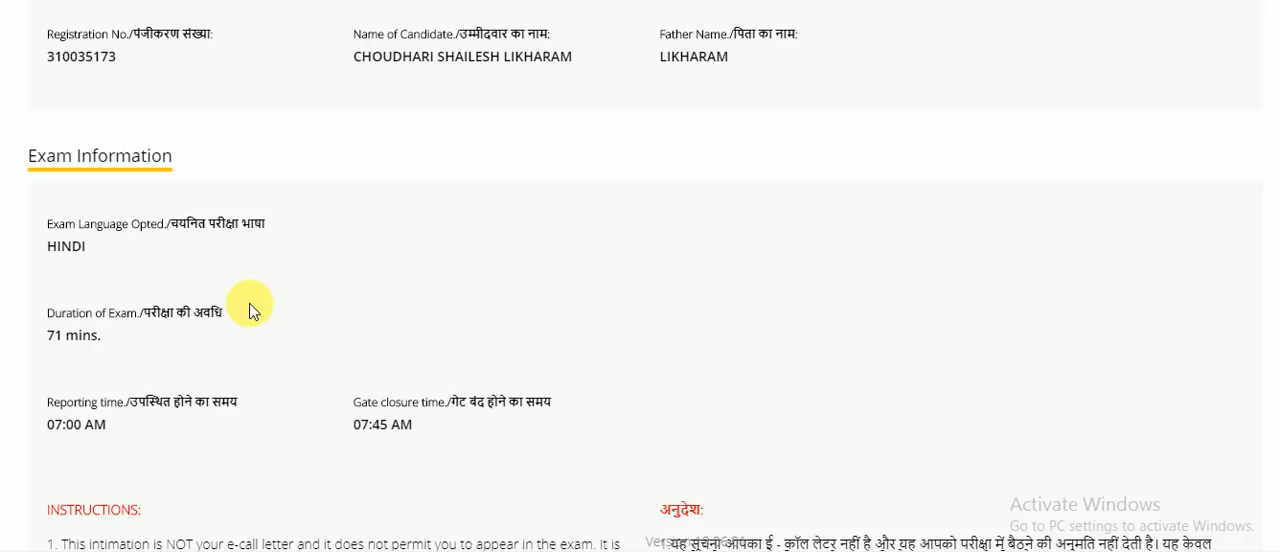 Registration No./पंजीकरण संख्या: Name of Candidate./उम्मीदवार का नाम: Father Name./पिता का नाम:
310035173 CHOUDHARI SHAILESH LIKHARAM LIKHARAM
Exam Information
Exam Language Opted./चयनित परीक्षा भाषा
HINDI
Duration of Exam./परीक्षा की अवधि
71 mins.
Reporting time./उपस्थित होने का समय Gate closure time./गेट बंद होने का समय
07:00 AM 07:45 AM
INSTRUCTIONS: अनुदेश:
Activate Windows
Go to PC settings to activate Windows.
1. This intimation is NOT your e-call letter and it does not permit you to appear in the exam. It is यह सूचना आपका ई - कॉल लेटर नहीं है और यह आपको परीक्षा में बैठने की अनुमति नहीं देती है। यह केवल